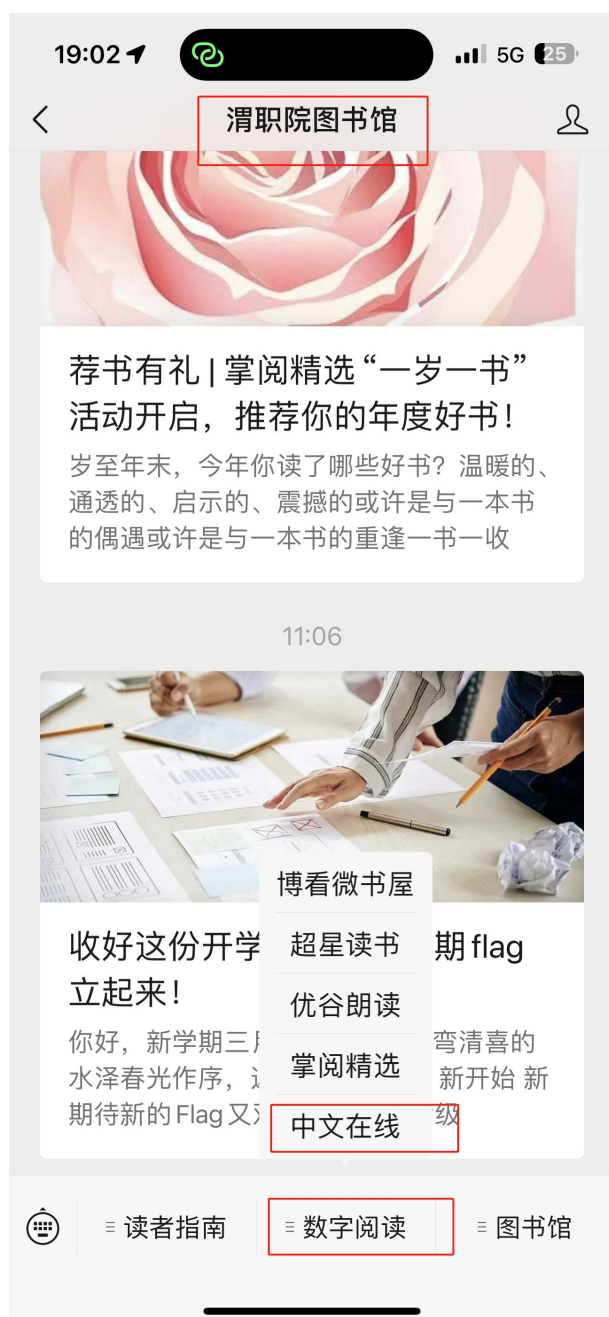 19:02
5G 25
渭职院图书馆
荐书有礼 | 掌阅精选 “一岁一书”
活动开启，推荐你的年度好书！
岁至年末，今年你读了哪些好书？温暖的、
通透的、启示的、震撼的或许是与一本书
的偶遇或许是与一本书的重逢一书一收
11:06
博看微书屋
超星读书
优谷朗读
掌阅精选
中文在线
收好这份开学 期 flag
立起来！
你好，新学期三 弯清喜的
水泽春光作序， 新开始 新
期待新的 Flag 又 级
读者指南
数字阅读
图书馆